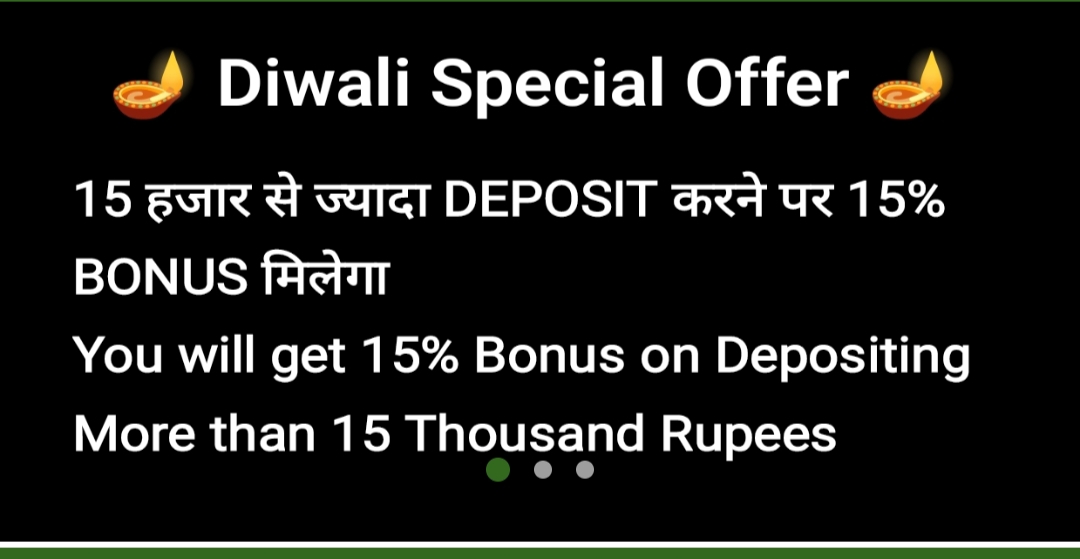 🪔 Diwali Special Offer 🪔
15 हजार से ज्यादा DEPOSIT करने पर 15%
BONUS मिलेगा
You will get 15% Bonus on Depositing
More than 15 Thousand Rupees